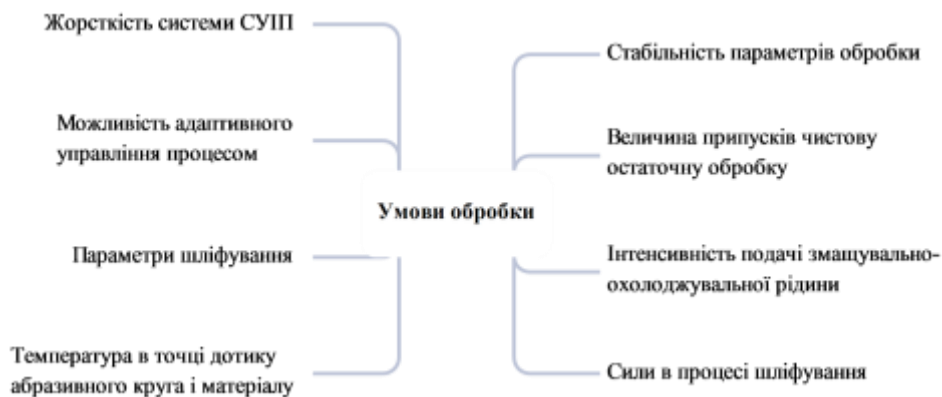 Жорсткість системи СУІП
Можливість адаптивного
управління процесом
Параметри шліфування
Температура в точці дотику
абразивного круга і матеріалу
Умови обробки
Стабільність параметрів обробки
Величина припусків чистову
остаточну обробку
Інтенсивність подачі змащувально-
охолоджувальної рідини
Сили в процесі шліфування